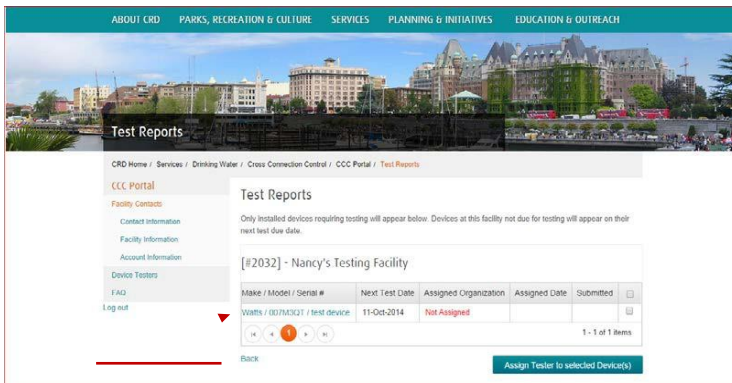 ABOUT CRD PARKS, RECREATION & CULTURE SERVICES PLANNING & INITIATIVES EDUCATION & OUTREACH
Test Reports
CRD Home / Services / Drinking Water / Cross Connection Control / CCC Portal / Test Reports
CCC Portal
Facility Contacts
Contact Information
Facility Information
Account Information
Device Testers
FAQ
Log out
Test Reports
Only installed devices requiring testing will appear below. Devices at this facility not due for testing will appear on their
next test due date.
[#2032] - Nancy's Testing Facility
Make / Model / Serial # Next Test Date Assigned Organization Assigned Date Submitted
Watts / 007M3QT / test device 11-Oct-2014 Not Assigned
1 1 - 1 of 1 items
Back
Assign Tester to selected Device(s)